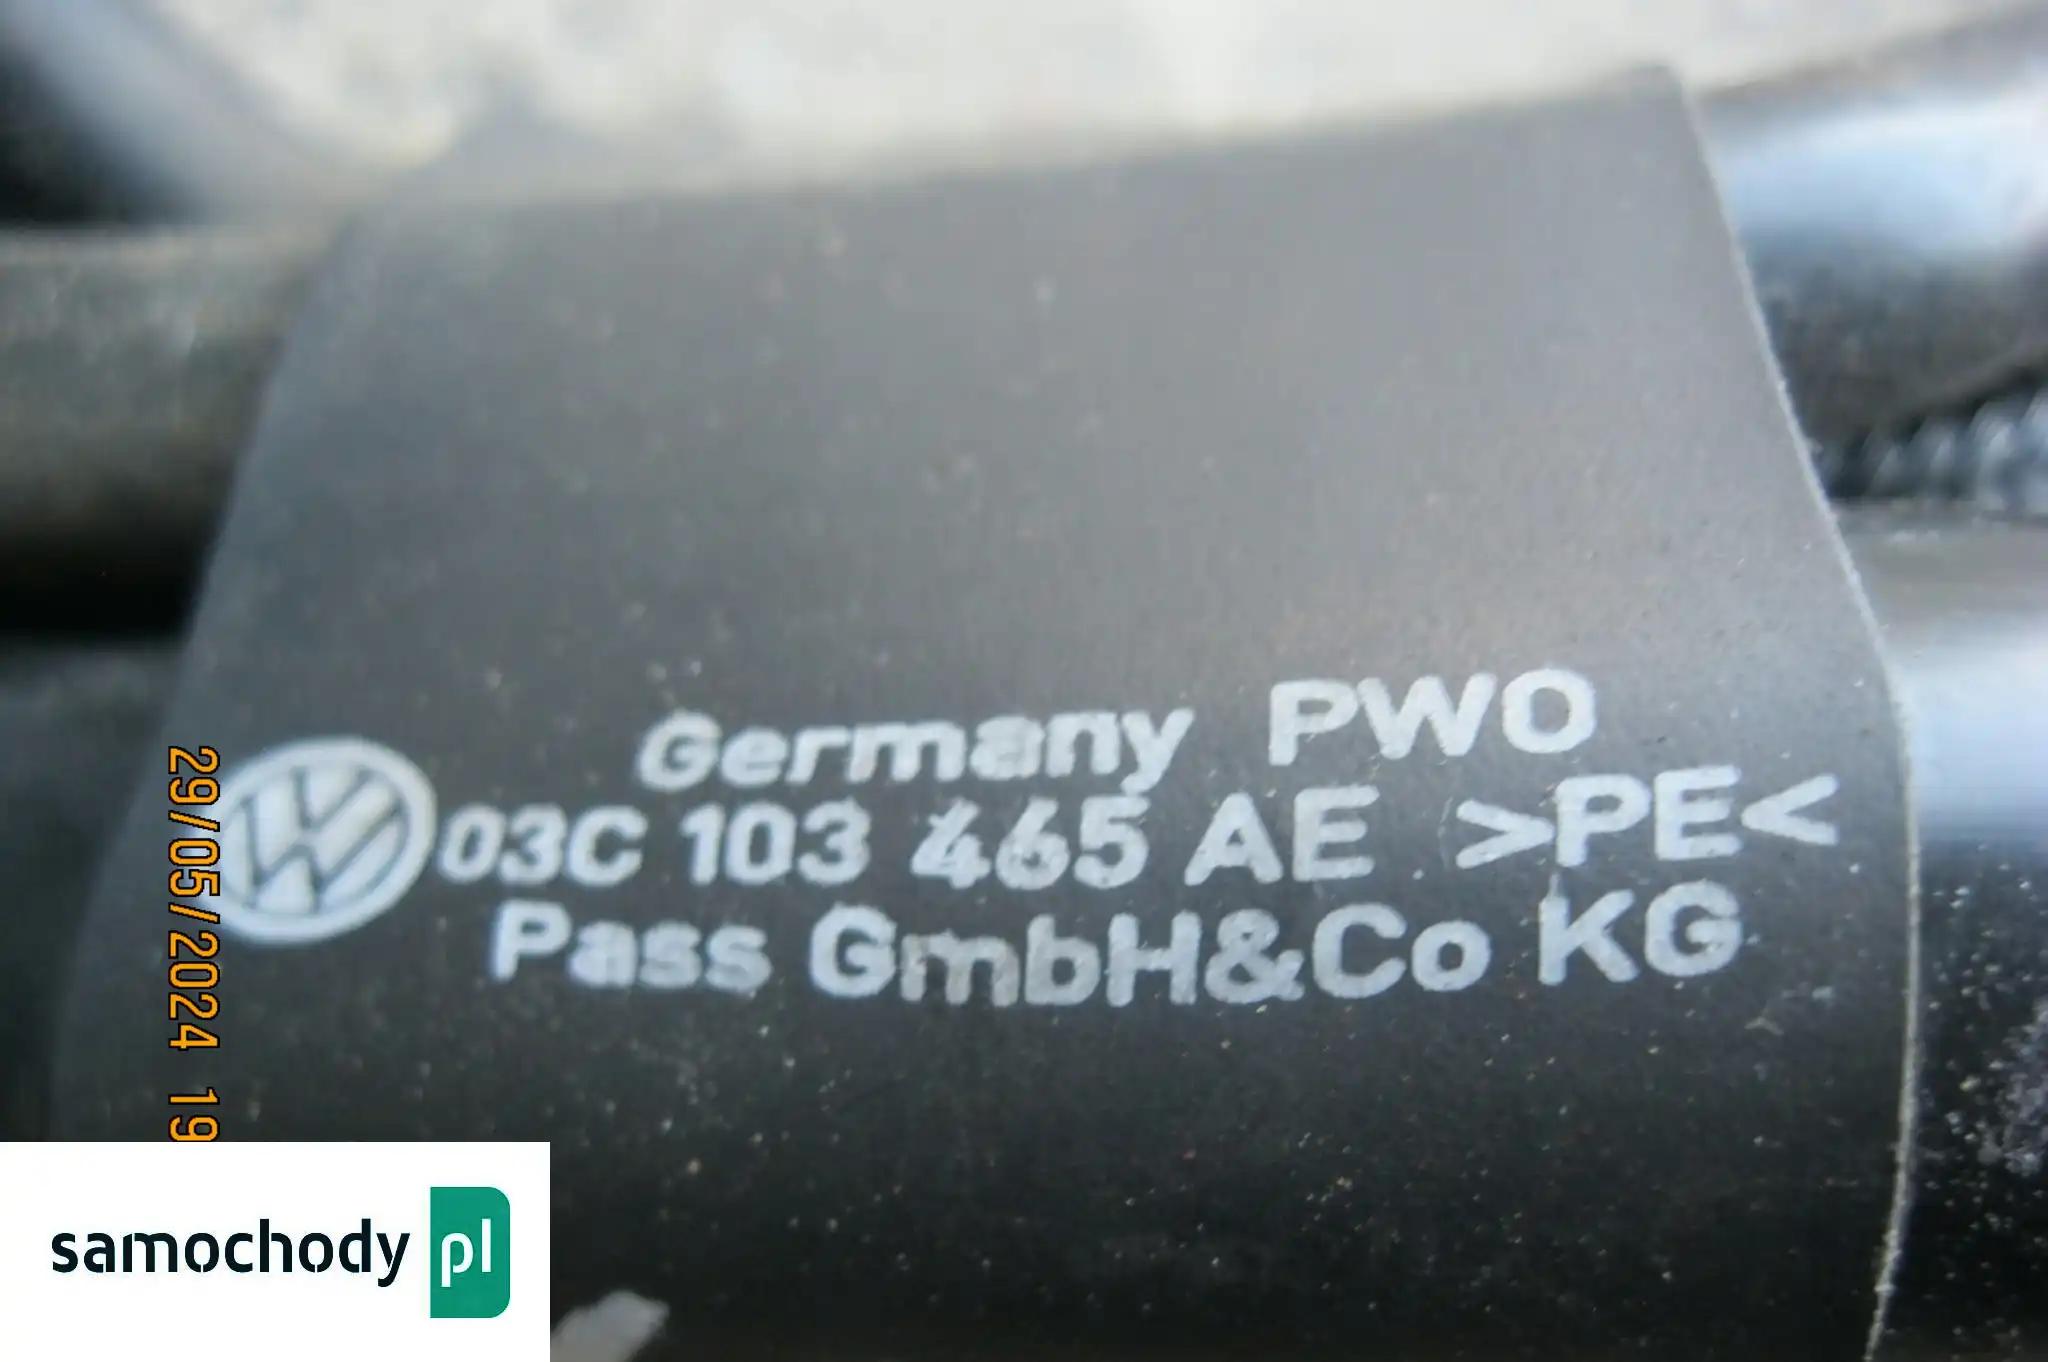 Germany PWO
03C 103 465 AE >PE<
Pass GmbH&Co KG
29/05/2024 19
samochody pl